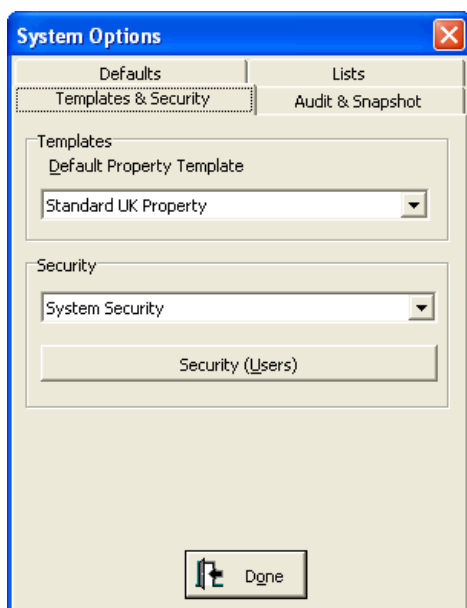 System Options
Defaults Lists
Templates & Security Audit & Snapshot
Templates
Default Property Template
Standard UK Property
Security
System Security
Security (Users)
Done